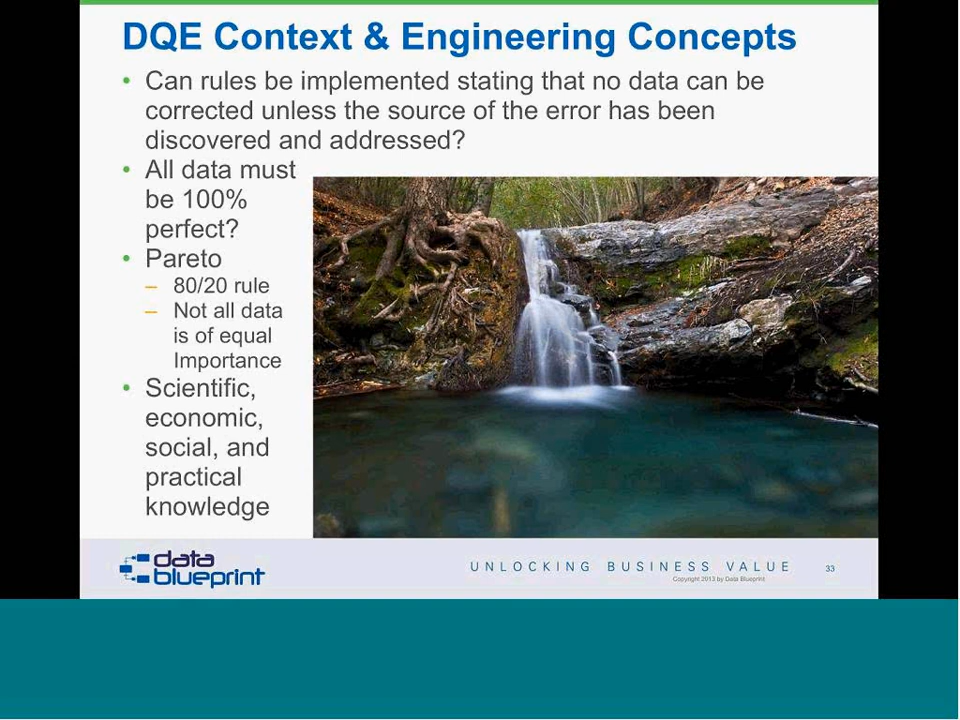 DQE Context & Engineering Concepts
• Can rules be implemented stating that no data can be
corrected unless the source of the error has been
discovered and addressed?
• All data must
be 100%
perfect?
• Pareto
– 80/20 rule
– Not all data
is of equal
Importance
• Scientific,
economic,
social, and
practical
knowledge
data
blueprint
UNLOCKING BUSINESS VALUE
33
Copyright 2013 by Data Blueprint